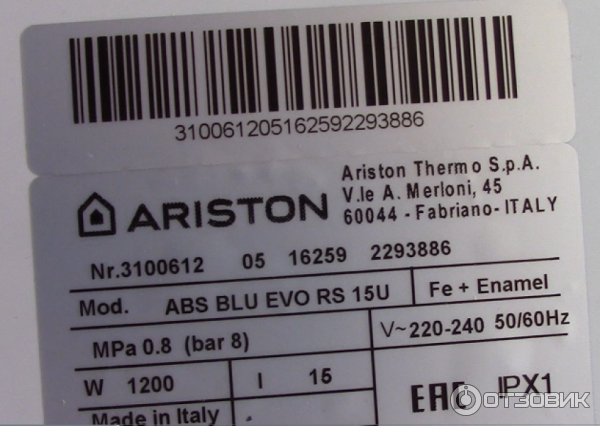 310061205162592293886
ARISTON
Ariston Thermo S.p.A.
V.le A. Merloni, 45
60044 - Fabriano- ITALY
Nr.3100612 05 16259 2293886
Mod. ABS BLU EVO RS 15U Fe + Enamel
MPa 0.8 (bar 8) V~220-240 50/60Hz
W 1200 l 15 EAC IPX1
Made in Italy
ОТЗОВИК